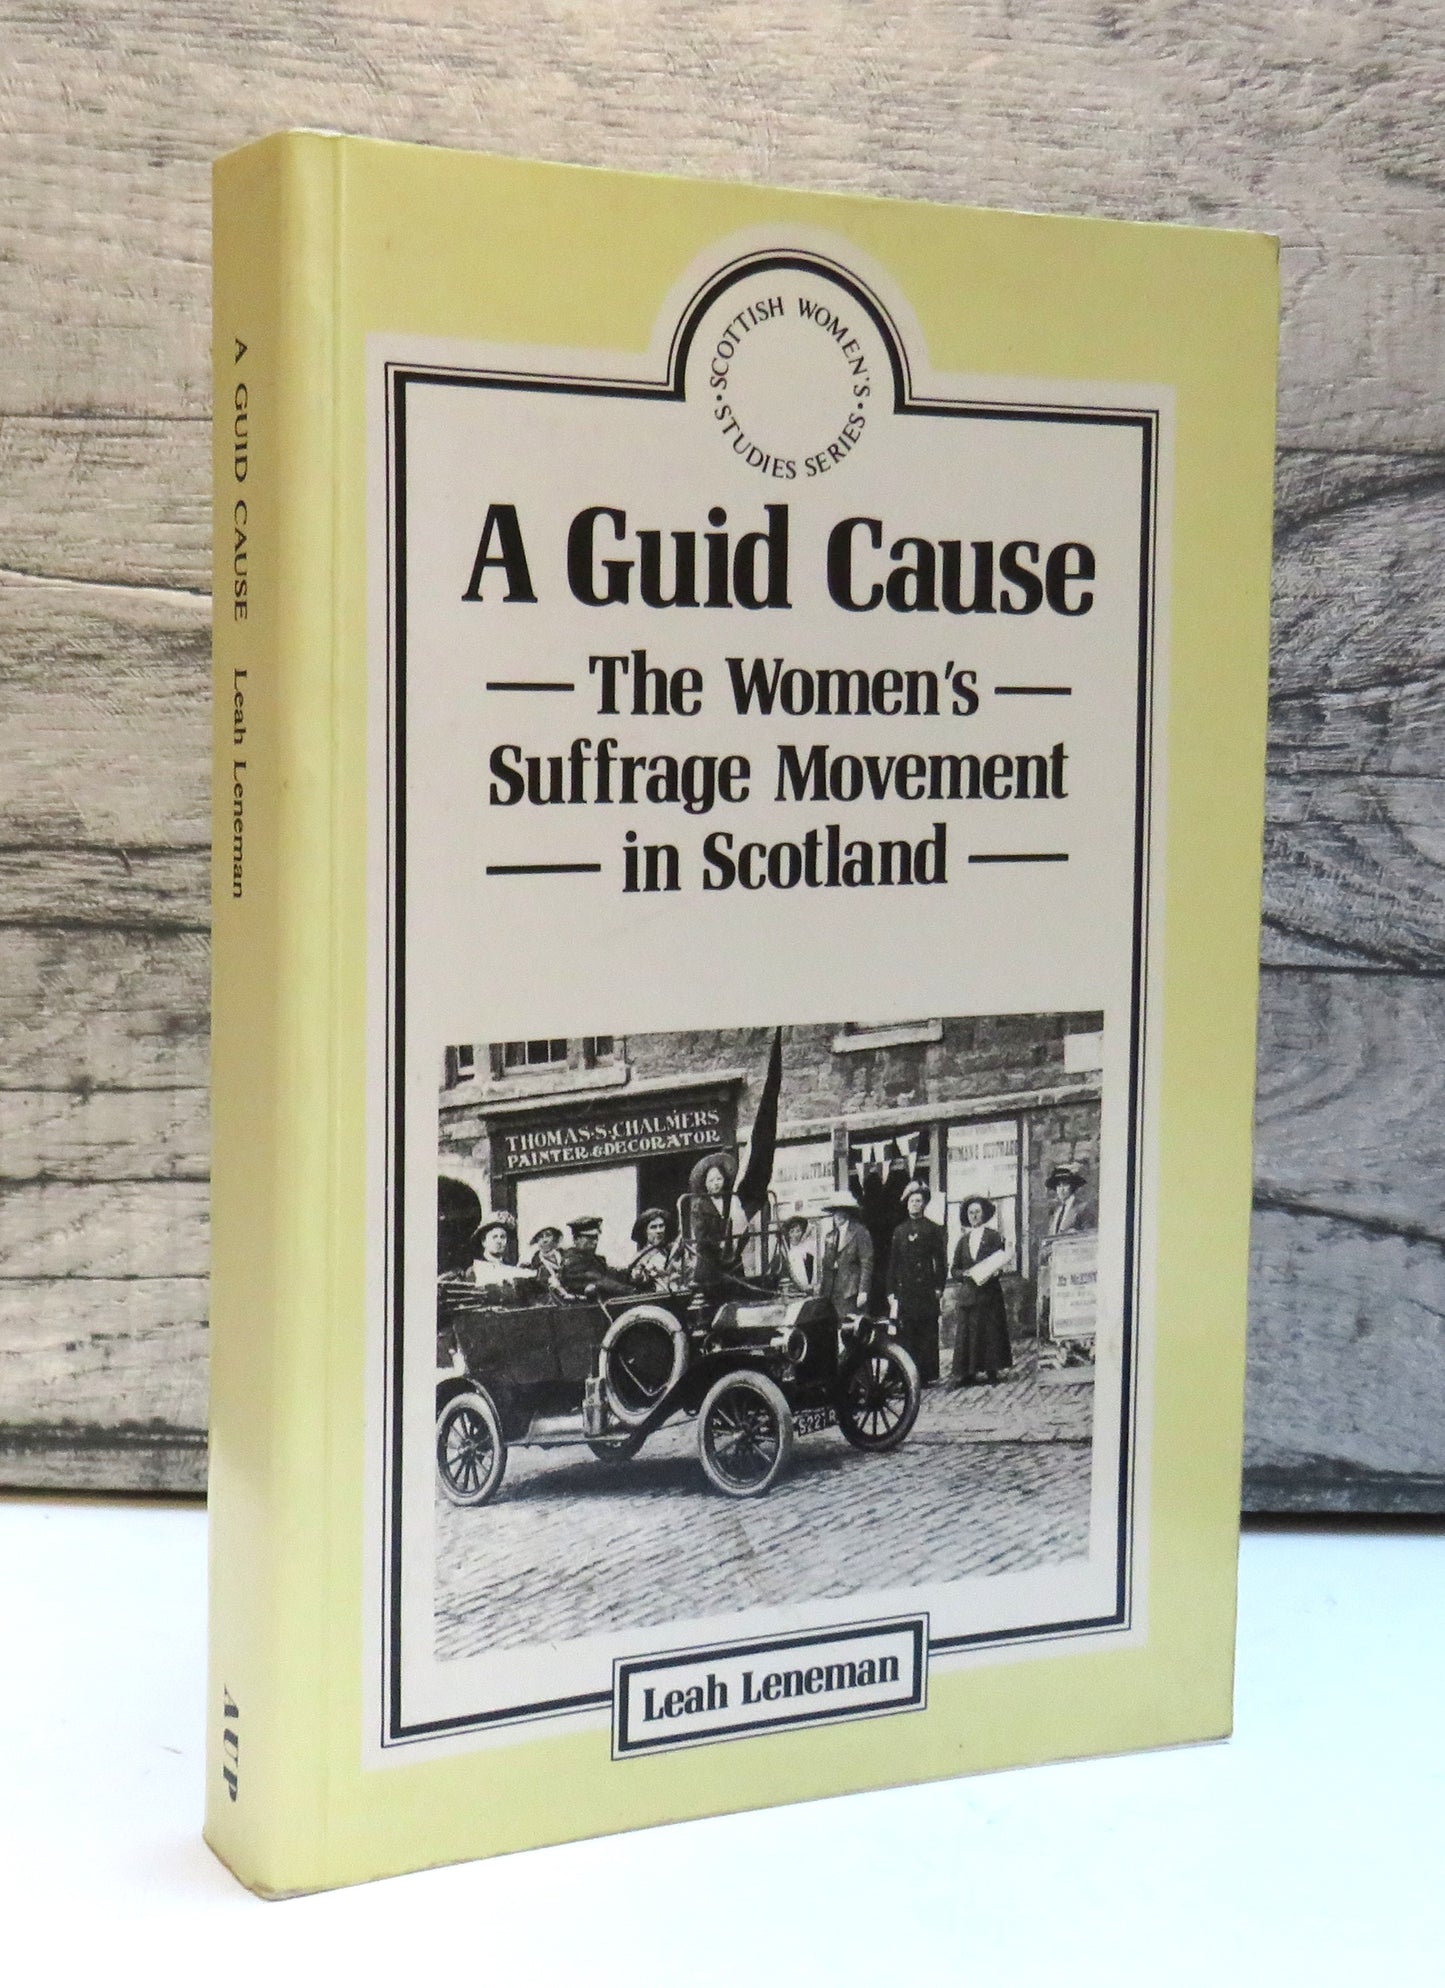 A GUID CAUSE Leah Leneman AUP
SCOTTISH WOMEN'S
• STUDIES SERIES •
A Guid Cause
The Women's
Suffrage Movement
in Scotland
THOMAS·S·CHALMERS
PAINTER & DECORATOR
Leah Leneman